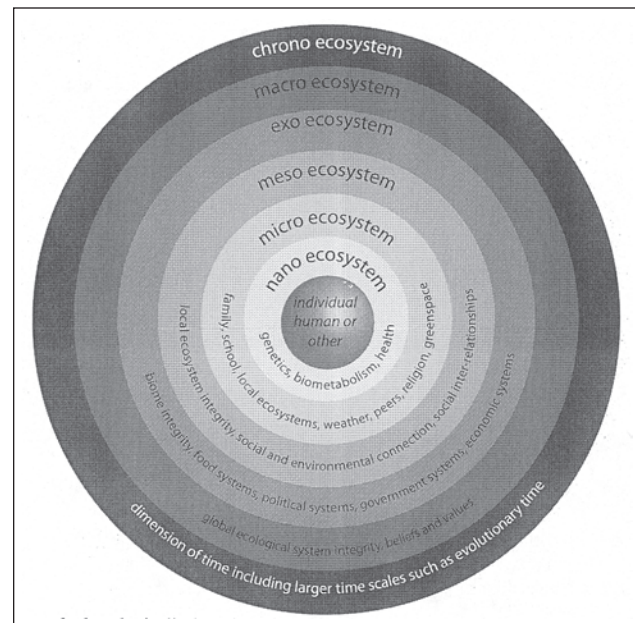 chrono ecosystem
macro ecosystem
exo ecosystem
meso ecosystem
micro ecosystem
nano ecosystem
individual
human or
other
genetics, biometabolism, health
family, school, local ecosystems, weather, peers, religion, greenspace
local ecosystem integrity, social and environmental connection, social inter-relationships
biome integrity, food systems, political systems, government systems, economic systems
global ecological system integrity, beliefs and values
dimension of time including larger time scales such as evolutionary time